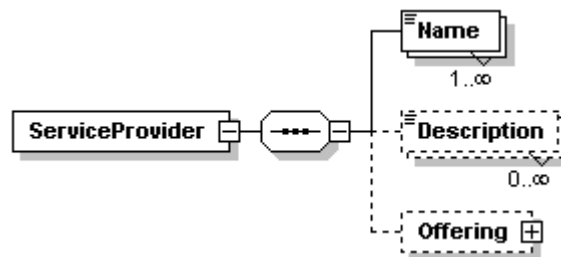 Name
1..∞
ServiceProvider
Description
0..∞
Offering